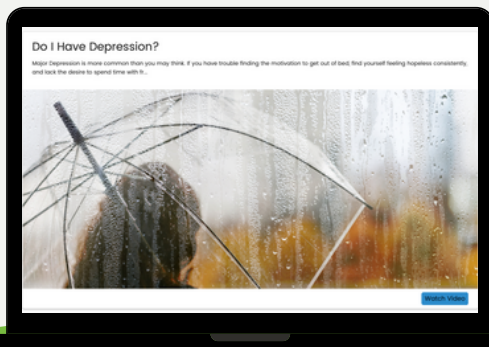 Do I Have Depression?
Major Depression is more common than you may think. If you have trouble finding the motivation to get out of bed; find yourself feeling hopeless consistently,
and lack the desire to spend time with fr...
Watch Video